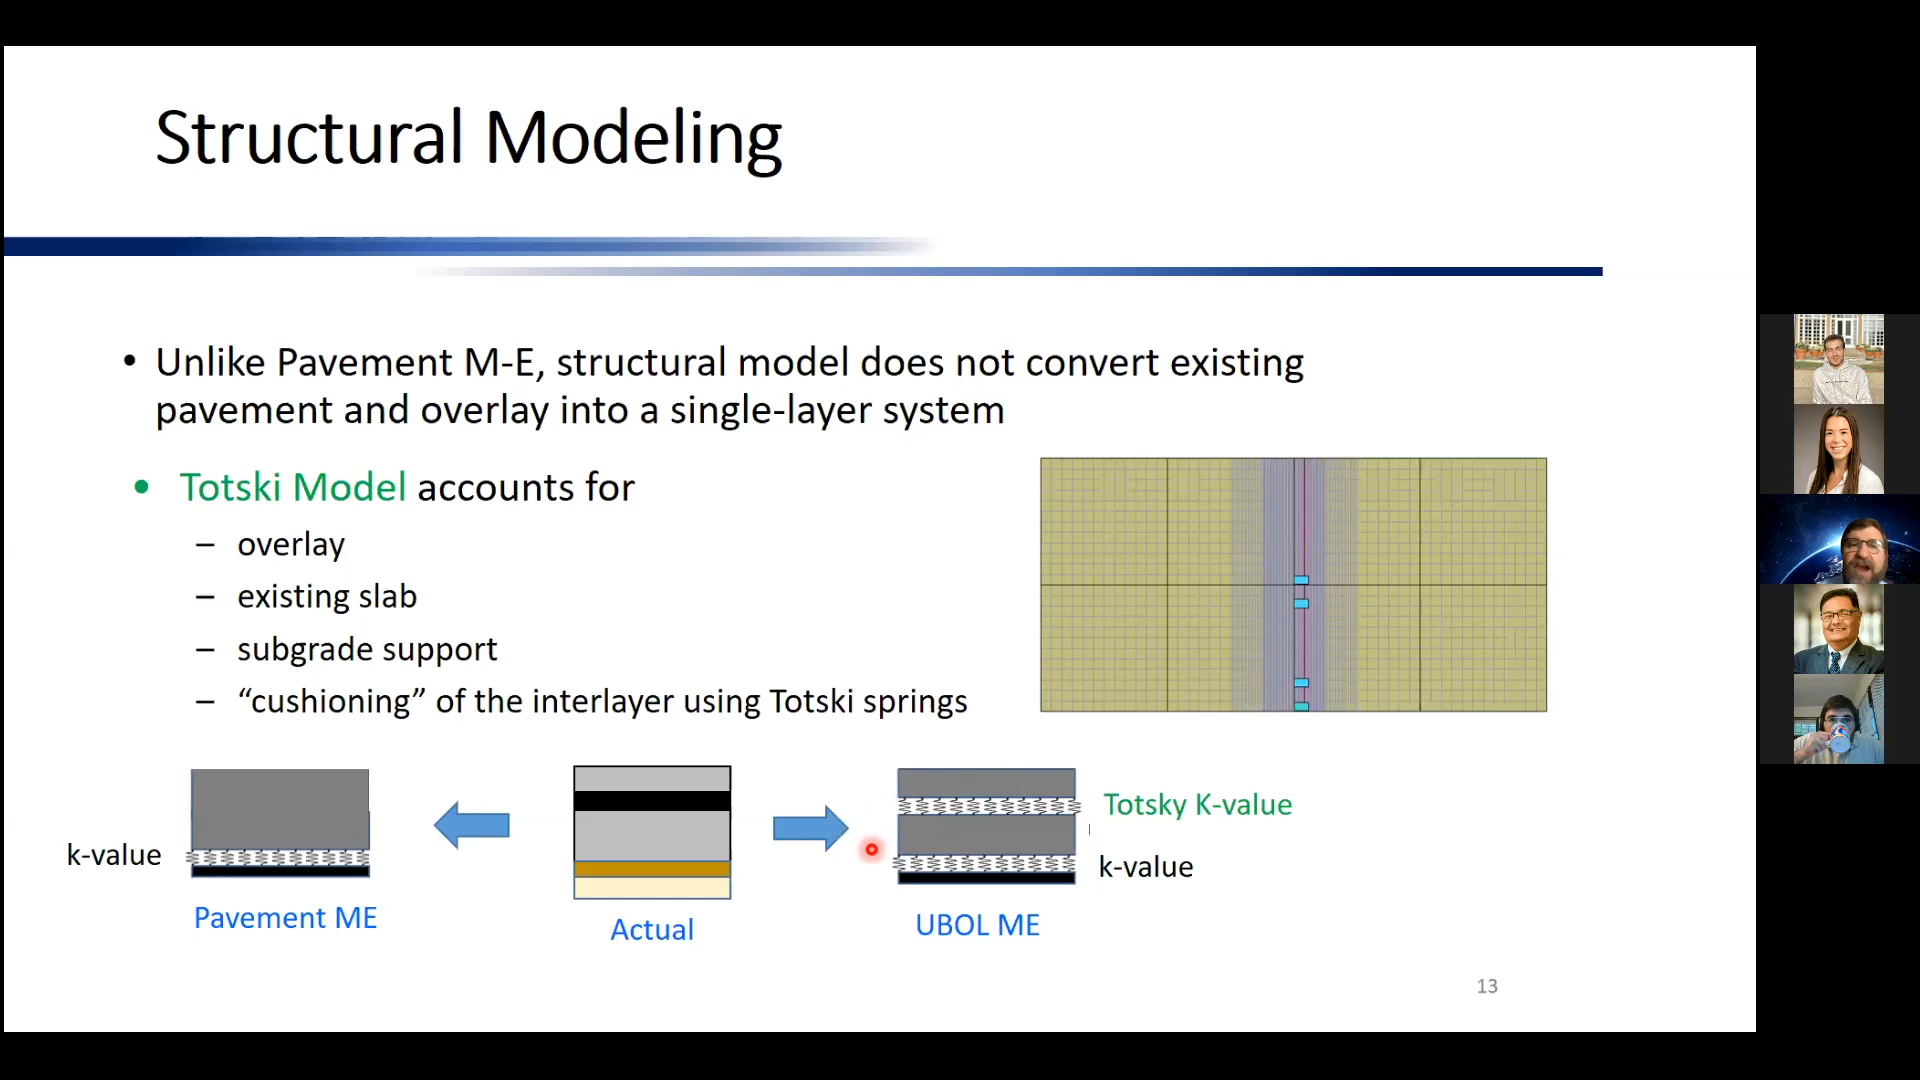 Structural Modeling
• Unlike Pavement M-E, structural model does not convert existing
pavement and overlay into a single-layer system
• Totski Model accounts for
– overlay
– existing slab
– subgrade support
– “cushioning” of the interlayer using Totski springs
k-value
Pavement ME
Actual
Totsky K-value
k-value
UBOL ME
13